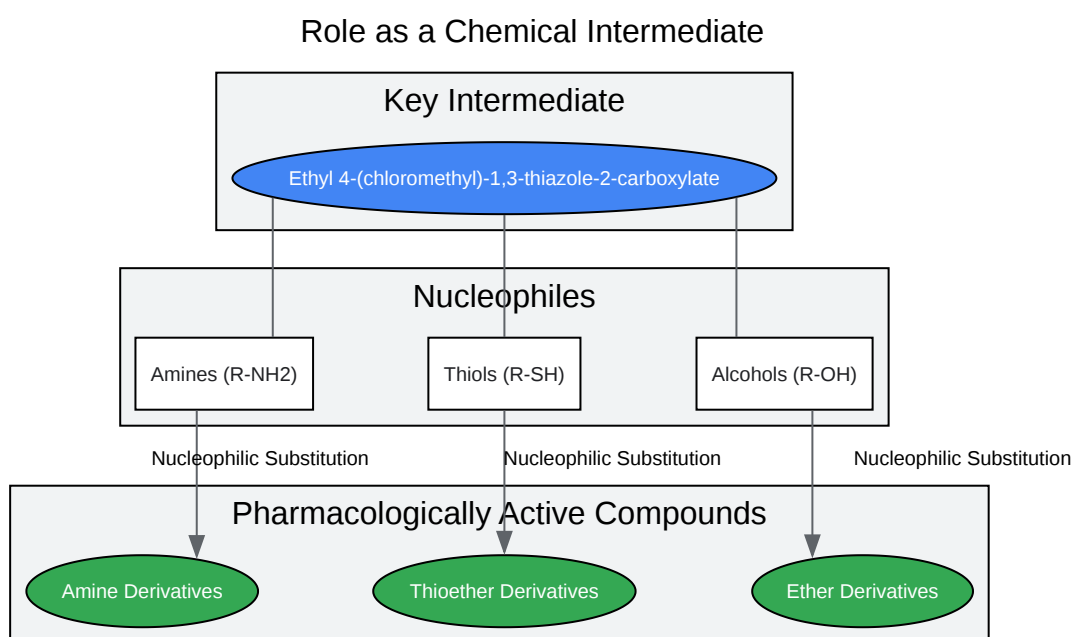 Role as a Chemical Intermediate
Key Intermediate
Ethyl 4-(chloromethyl)-1,3-thiazole-2-carboxylate
Nucleophiles
Amines (R-NH2)
Thiols (R-SH)
Alcohols (R-OH)
Nucleophilic Substitution
Nucleophilic Substitution
Nucleophilic Substitution
Pharmacologically Active Compounds
Amine Derivatives
Thioether Derivatives
Ether Derivatives